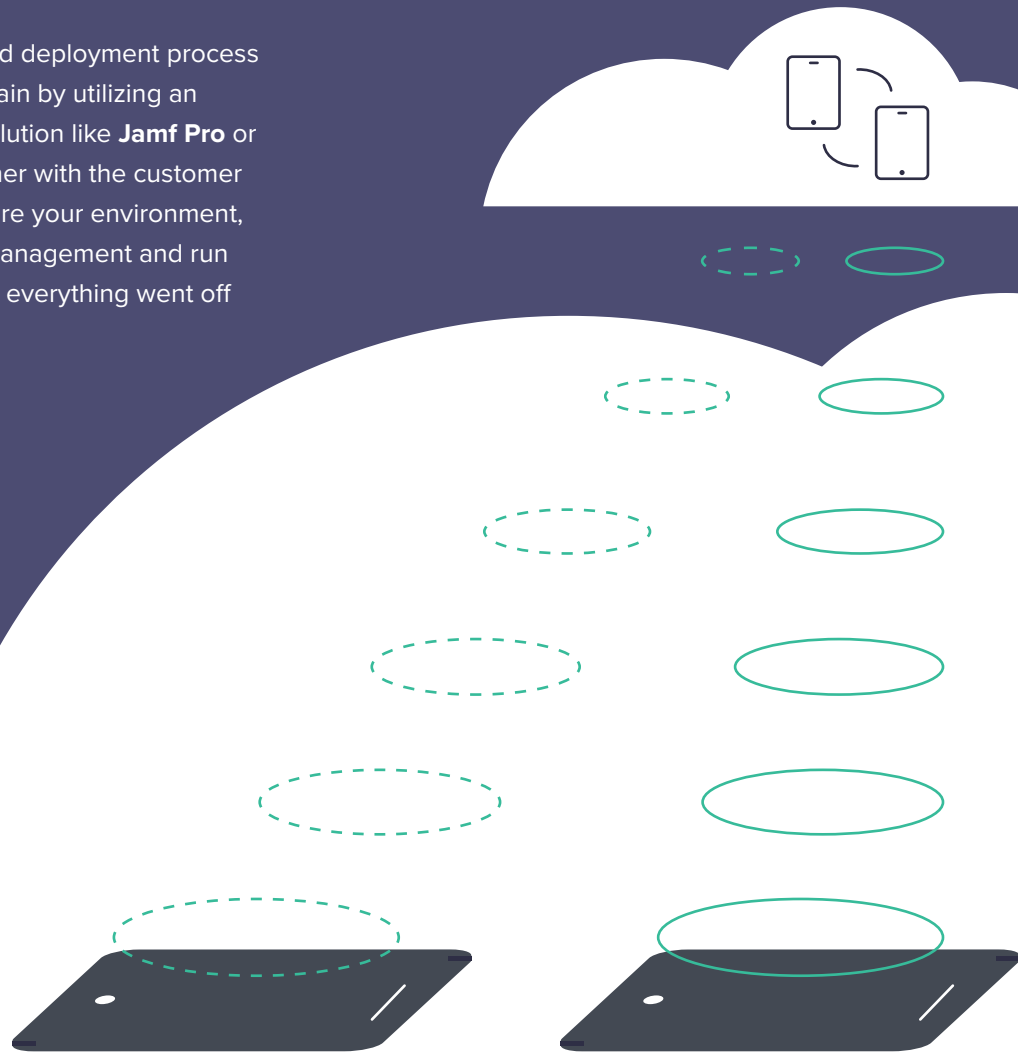 d deployment process
ain by utilizing an
lution like Jamf Pro or
ner with the customer
re your environment,
anagement and run
everything went off